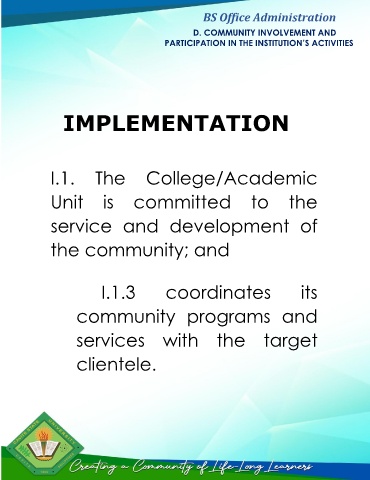 BS Office Administration
D. COMMUNITY INVOLVEMENT AND
PARTICIPATION IN THE INSTITUTION'S ACTIVITIES
IMPLEMENTATION
I.1. The College/Academic
Unit is committed to the
service and development of
the community; and
I.1.3 coordinates its
community programs and
services with the target
clientele.
Creating a Community of Life-Long Learners